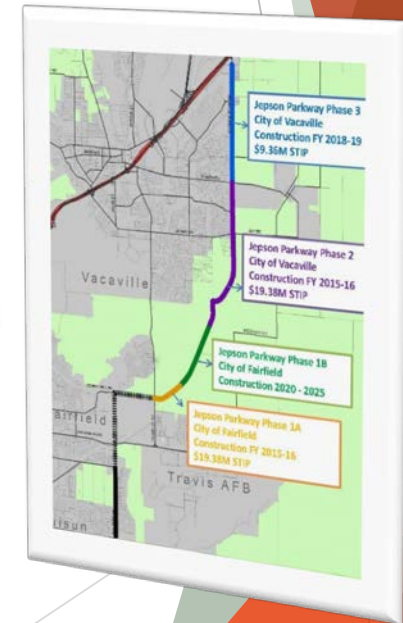 Jepson Parkway Phase 3
City of Vacaville
Construction FY 2018-19
$9.36M STIP
Jepson Parkway Phase 2
City of Vacaville
Construction FY 2015-16
$19.38M STIP
Vacaville
Jepson Parkway Phase 1B
City of Fairfield
Construction 2020 - 2025
Jepson Parkway Phase 1A
City of Fairfield
Construction FY 2015-16
$19.38M STIP
airfield
Travis AFB
isun